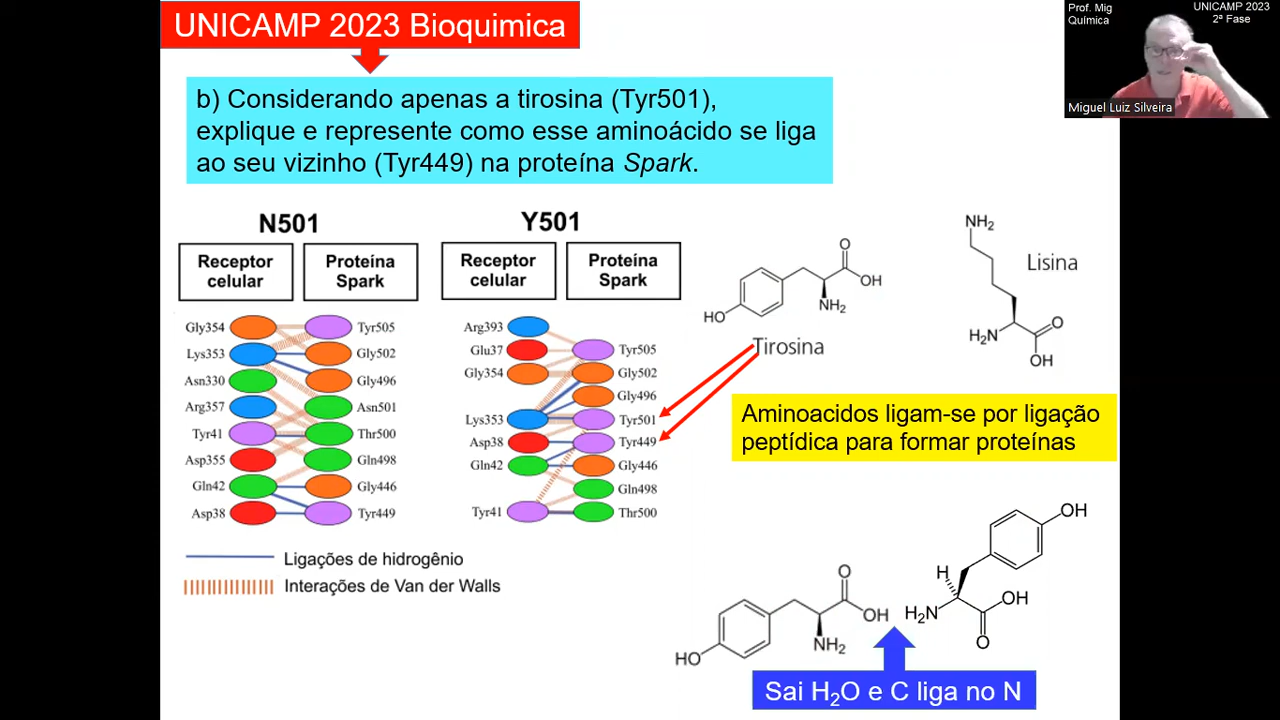 UNICAMP 2023 Bioquimica
Prof. Mig
Química
UNICAMP 2023
2ª Fase
Miguel Luiz Silveira
b) Considerando apenas a tirosina (Tyr501),
explique e represente como esse aminoácido se liga
ao seu vizinho (Tyr449) na proteína Spark.
N501
Receptor
celular
Proteína
Spark
Gly354
Tyr505
Lys353
Gly502
Asn330
Gly496
Arg357
Asn501
Tyr41
Thr500
Asp355
Gln498
Gln42
Gly446
Asp38
Tyr449
Y501
Receptor
celular
Proteína
Spark
Arg393
Glu37
Tyr505
Gly354
Gly502
Gly496
Lys353
Tyr501
Asp38
Tyr449
Gln42
Gly446
Gln498
Tyr41
Thr500
Ligações de hidrogênio
Interações de Van der Walls
O
OH
NH₂
HO
Tirosina
NH₂
Lisina
H₂N
O
OH
Aminoacidos ligam-se por ligação
peptídica para formar proteínas
O
OH
NH₂
HO
OH
H
H₂N
OH
O
Sai H₂O e C liga no N